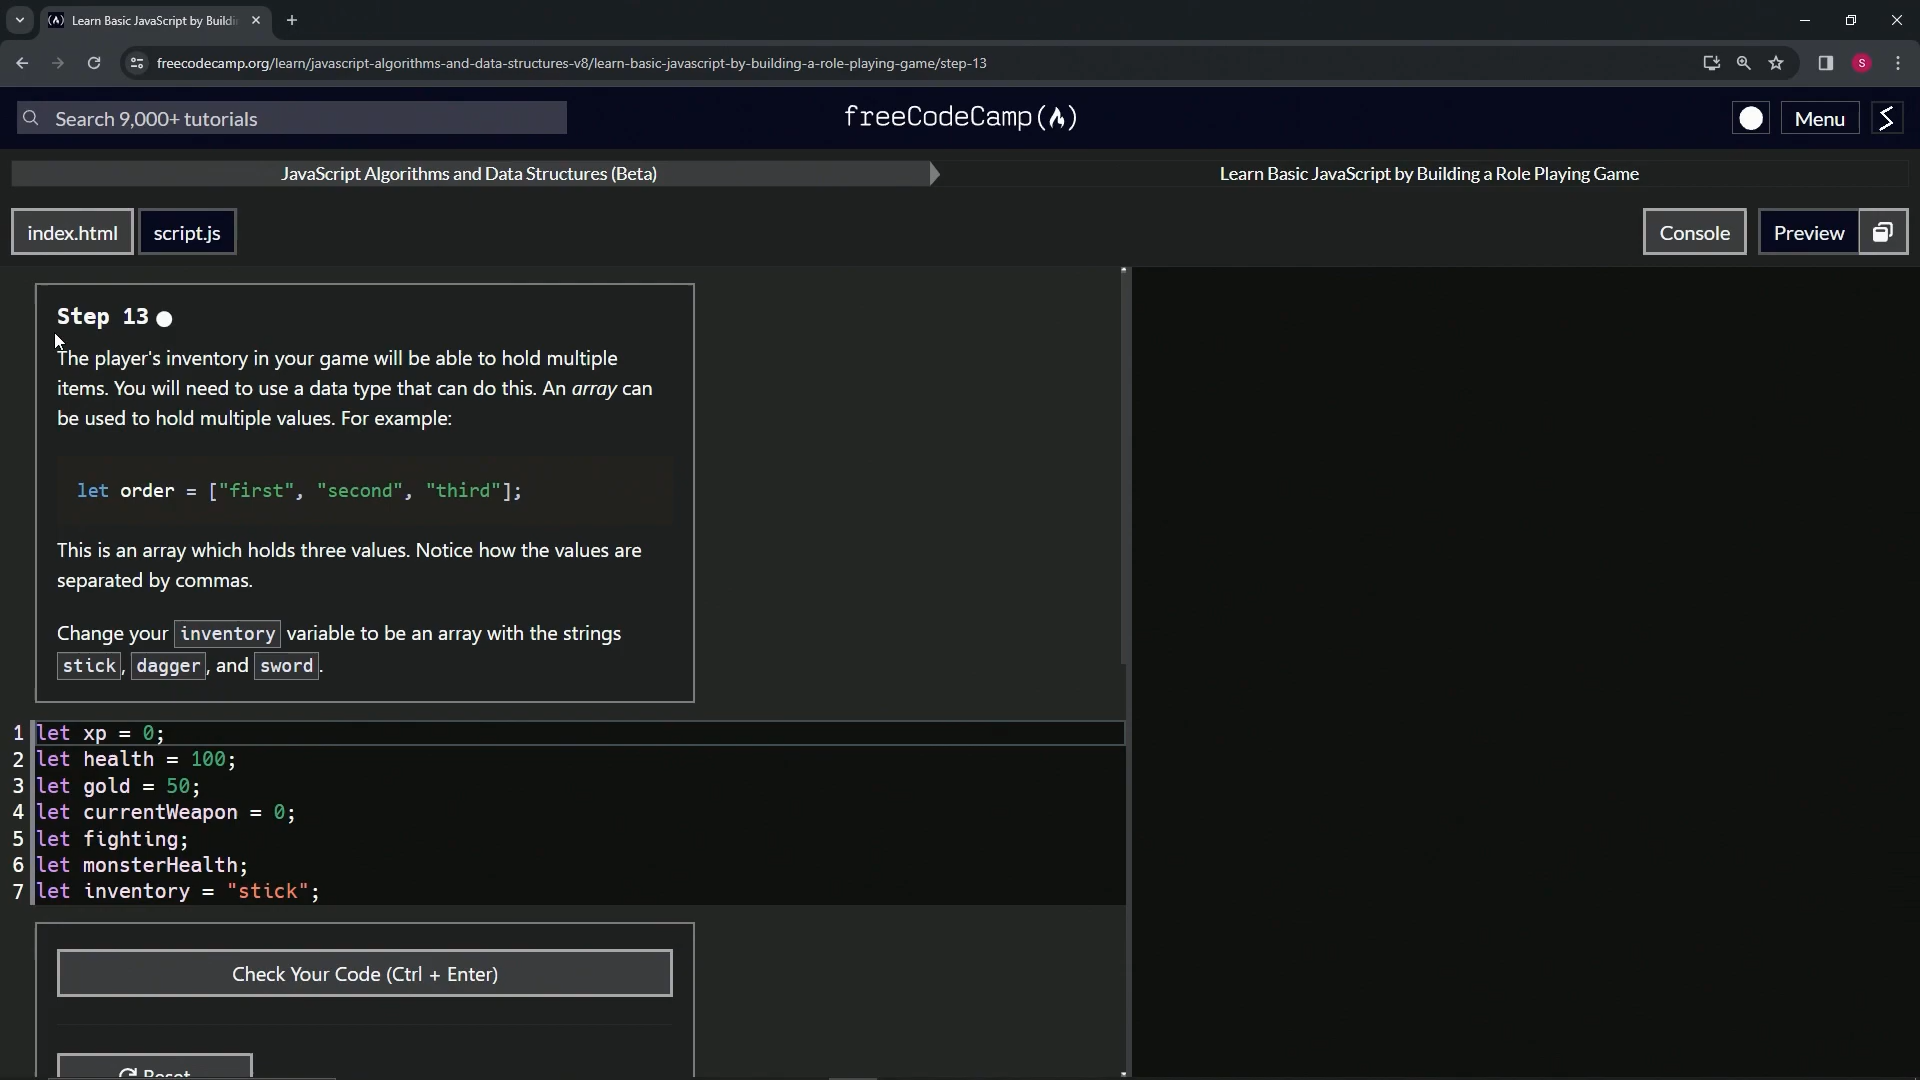 Learn Basic JavaScript by Buildi
freecodecamp.org/learn/javascript-algorithms-and-data-structures-v8/learn-basic-javascript-by-building-a-role-playing-game/step-13
S
Search 9,000+ tutorials
freeCodeCamp
Menu
JavaScript Algorithms and Data Structures (Beta)
Learn Basic JavaScript by Building a Role Playing Game
index.html
script.js
Console
Preview
Step 13
The player's inventory in your game will be able to hold multiple
items. You will need to use a data type that can do this. An array can
be used to hold multiple values. For example:
let order = ["first", "second", "third"];
This is an array which holds three values. Notice how the values are
separated by commas.
Change your inventory variable to be an array with the strings
stick, dagger, and sword.
1 let xp = 0;
2 let health = 100;
3 let gold = 50;
4 let currentWeapon = 0;
5 let fighting;
6 let monsterHealth;
7 let inventory = "stick";
Check Your Code (Ctrl + Enter)
Reset